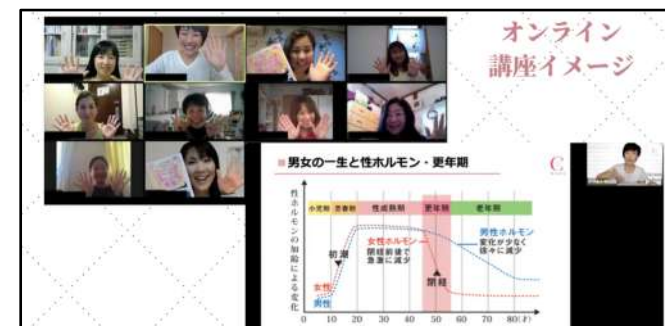 オンライン
講座イメージ
男女の一生と性ホルモン・更年期
C
性ホルモンの加齢による変化
小児期 思春期 性成熟期 更年期 老年期
男性ホルモン
変化が少なく
徐々に減少
女性ホルモン
閉経前後で
急激に減少
初潮
閉経
女性
男性
0 10 20 30 40 50 60 70 80(才)